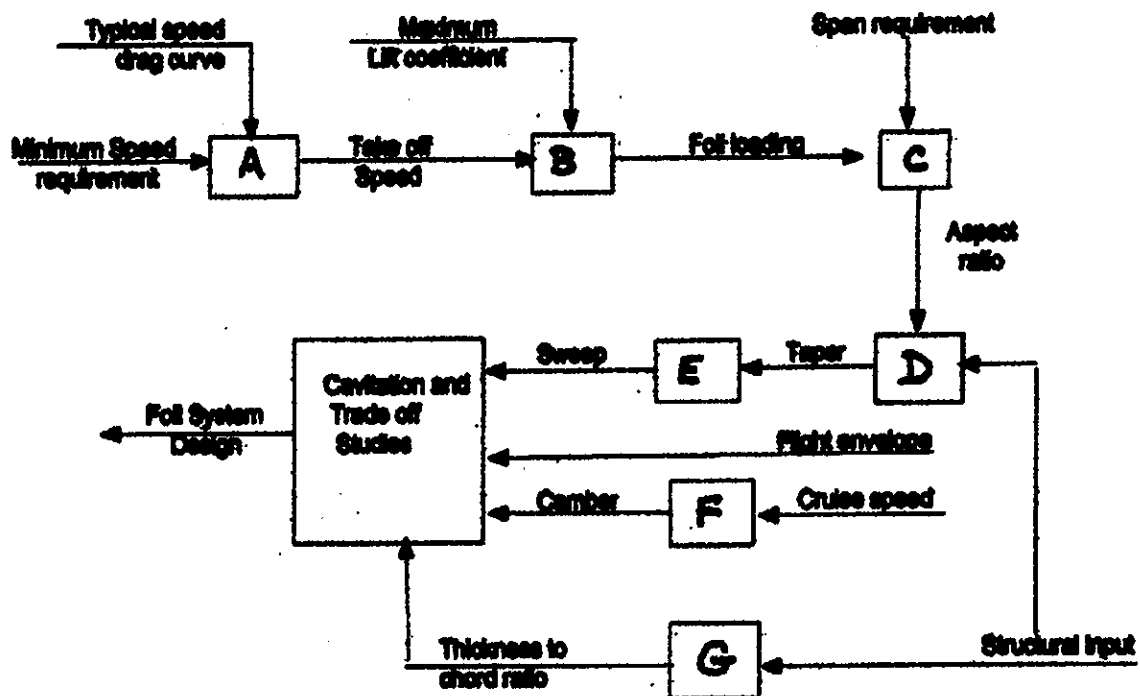 Typical speed
drag curve
Maximum
Lift coefficient
Span requirement
Minimum Speed
requirement
A
Take off
Speed
B
Foil loading
C
Aspect
ratio
Cavitation and
Trade off
Studies
Sweep
E
Taper
D
Foil System
Design
Flight envelope
Camber
F
Cruise speed
Thickness to
chord ratio
G
Structural input